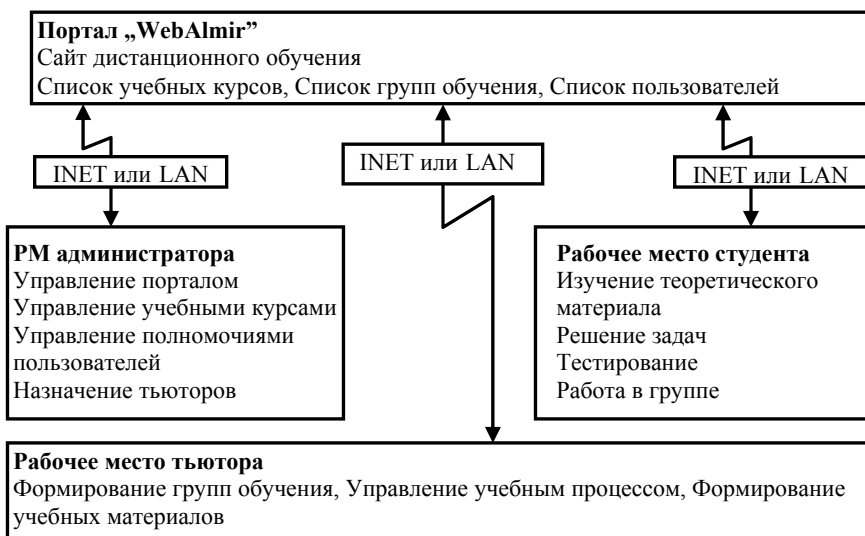 Портал „WebAlmir”
Сайт дистанционного обучения
Список учебных курсов, Список групп обучения, Список пользователей
INET или LAN
INET или LAN
INET или LAN
РМ администратора
Управление порталом
Управление учебными курсами
Управление полномочиями
пользователей
Назначение тьюторов
Рабочее место студента
Изучение теоретического
материала
Решение задач
Тестирование
Работа в группе
Рабочее место тьютора
Формирование групп обучения, Управление учебным процессом, Формирование
учебных материалов